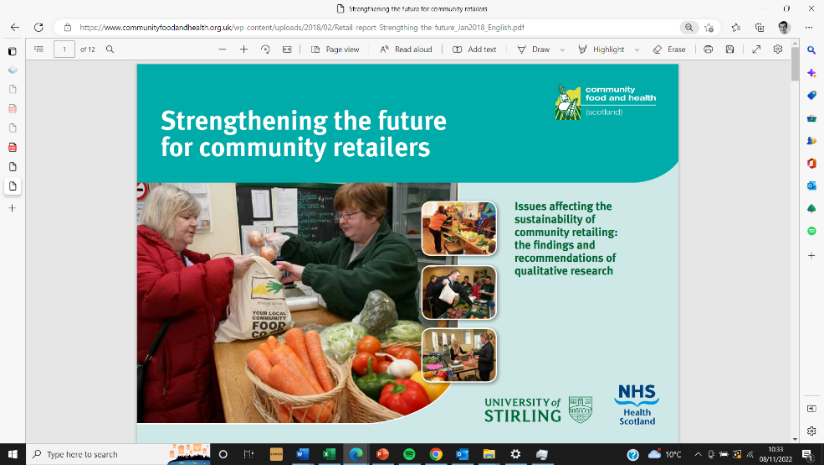 Strengthening the future for community retailers
https://www.communityfoodandhealth.org.uk/wp-content/uploads/2018/02/Retail-report-Strengthing-the-future_Jan2018_English.pdf
1 of 12
Page view
Read aloud
Add text
Draw
Highlight
Erase
community
food and health
(scotland)
Strengthening the future
for community retailers
Issues affecting the
sustainability of
community retailing:
the findings and
recommendations of
qualitative research
YOUR LOCAL
COMMUNITY
FOOD
UNIVERSITY of
STIRLING
NHS
Health
Scotland
Type here to search
10°C
10:33
08/11/2022